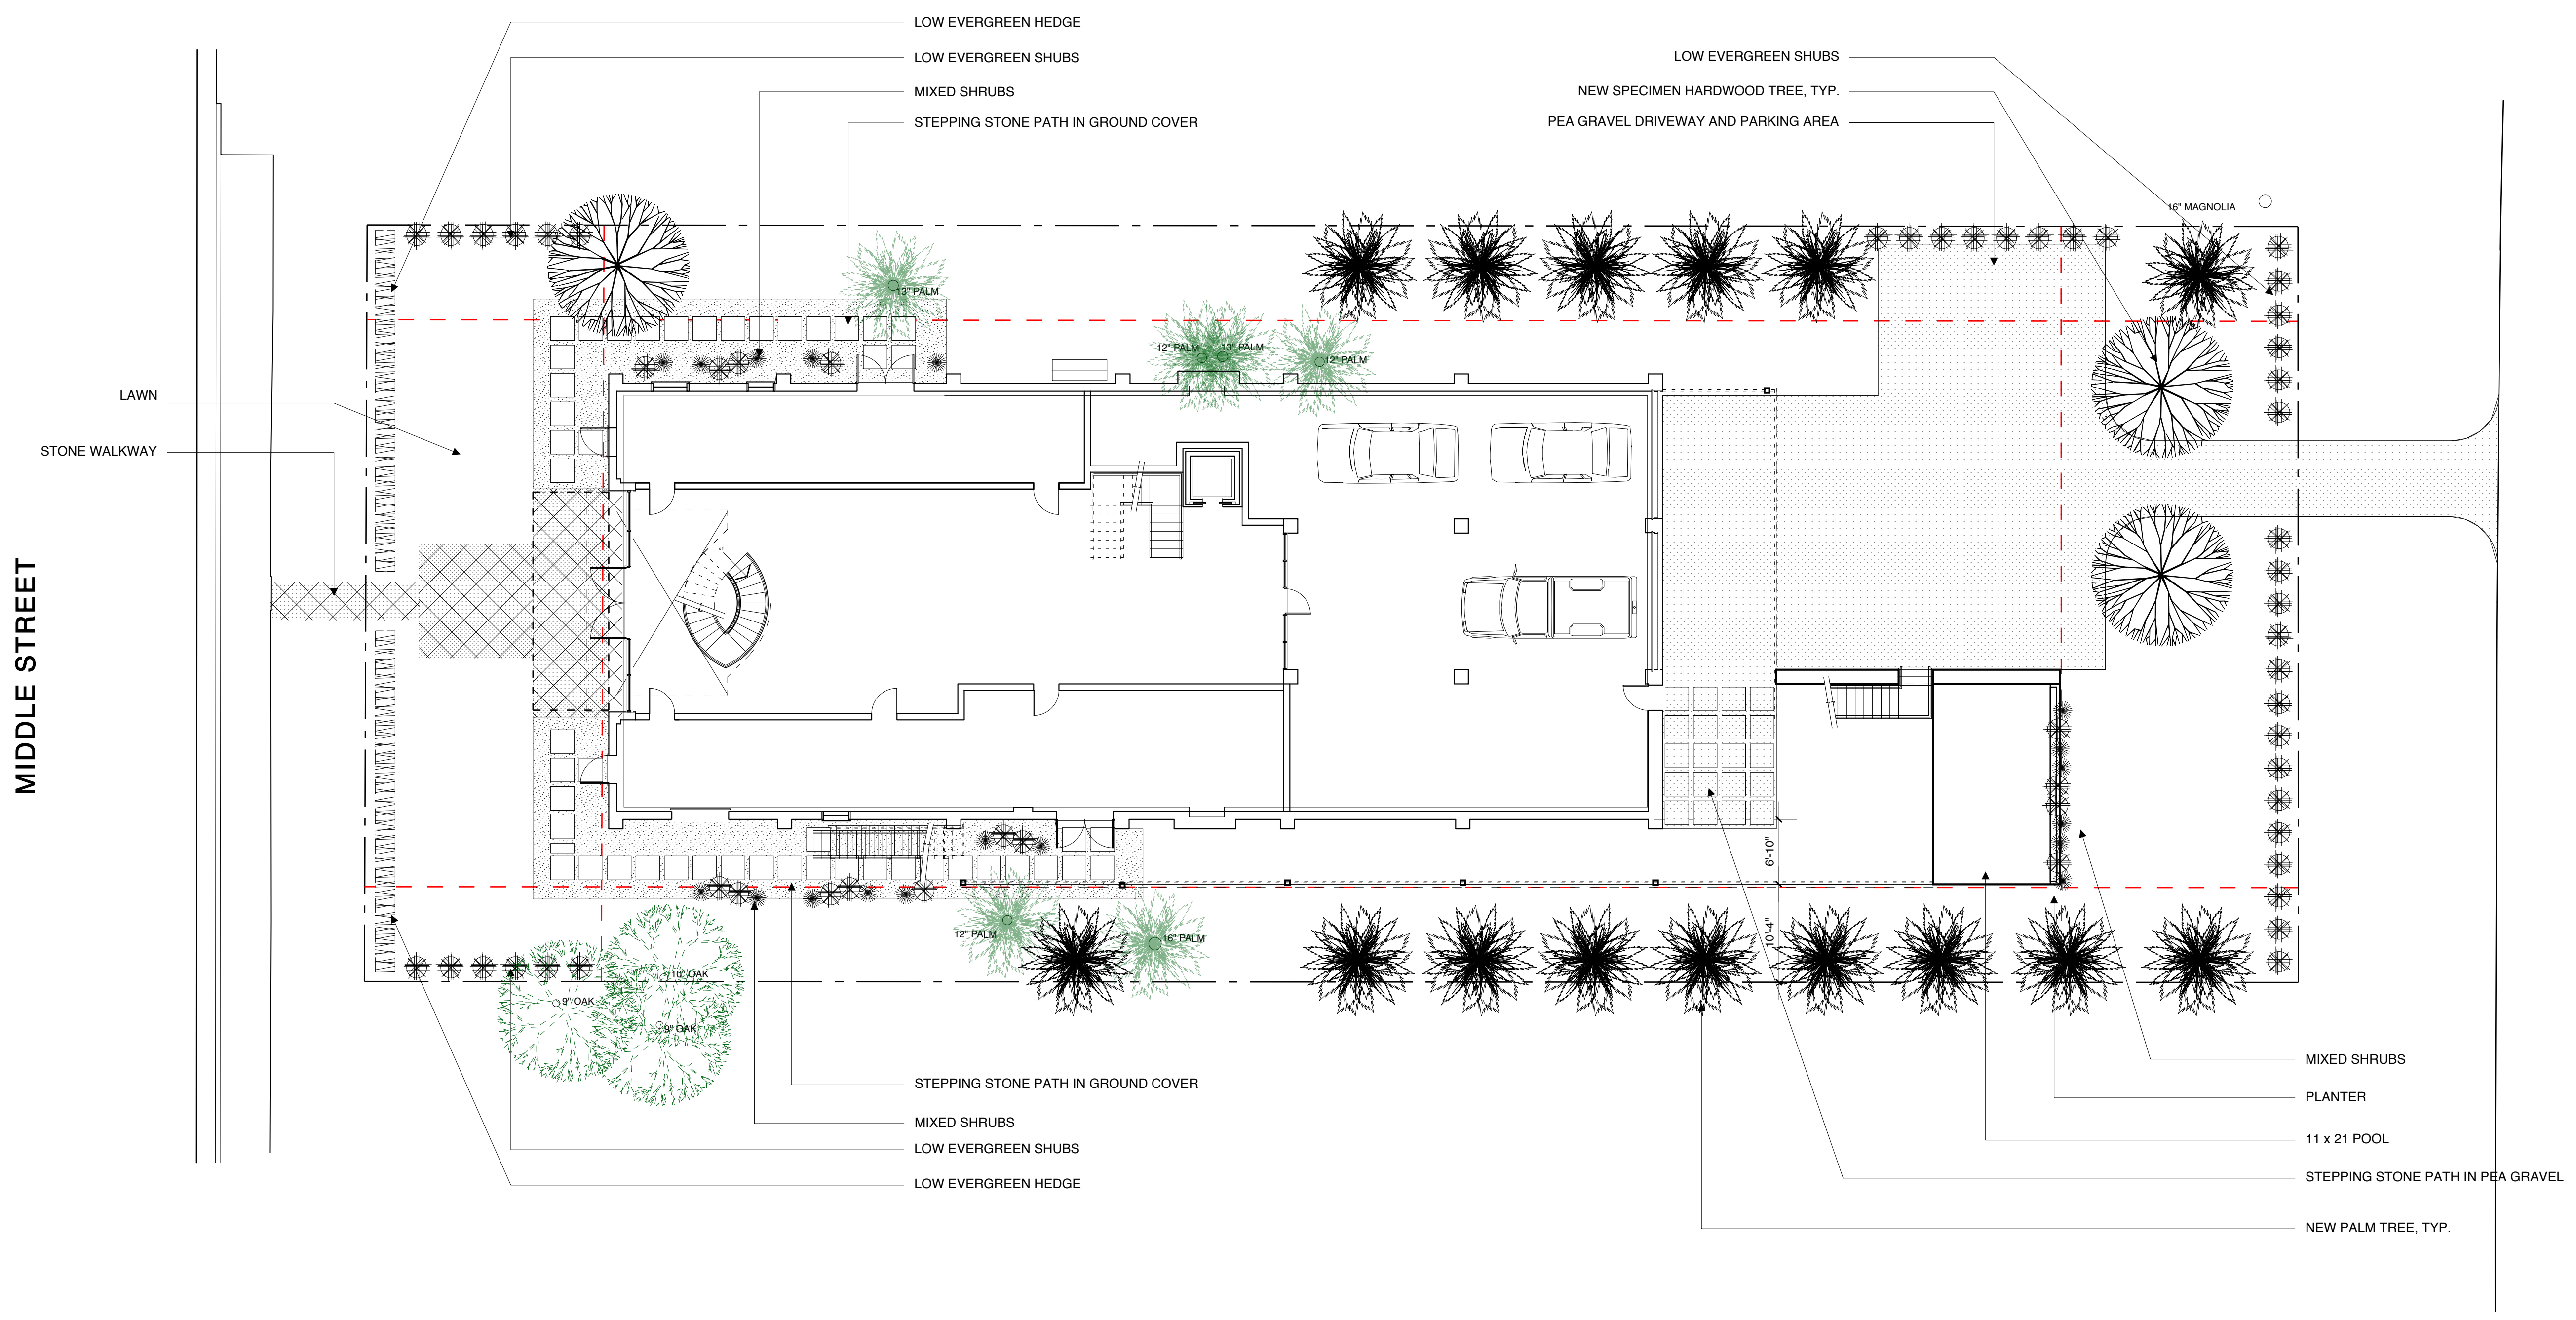 LOW EVERGREEN HEDGE
LOW EVERGREEN SHUBS
MIXED SHRUBS
STEPPING STONE PATH IN GROUND COVER
LOW EVERGREEN SHUBS
NEW SPECIMEN HARDWOOD TREE, TYP.
PEA GRAVEL DRIVEWAY AND PARKING AREA
16" MAGNOLIA
13" PALM
12" PALM
13" PALM
12" PALM
LAWN
STONE WALKWAY
MIDDLE STREET
6'-10"
10'-4"
12" PALM
16" PALM
10" OAK
9" OAK
9" OAK
STEPPING STONE PATH IN GROUND COVER
MIXED SHRUBS
LOW EVERGREEN SHUBS
LOW EVERGREEN HEDGE
MIXED SHRUBS
PLANTER
11 x 21 POOL
STEPPING STONE PATH IN PEA GRAVEL
NEW PALM TREE, TYP.